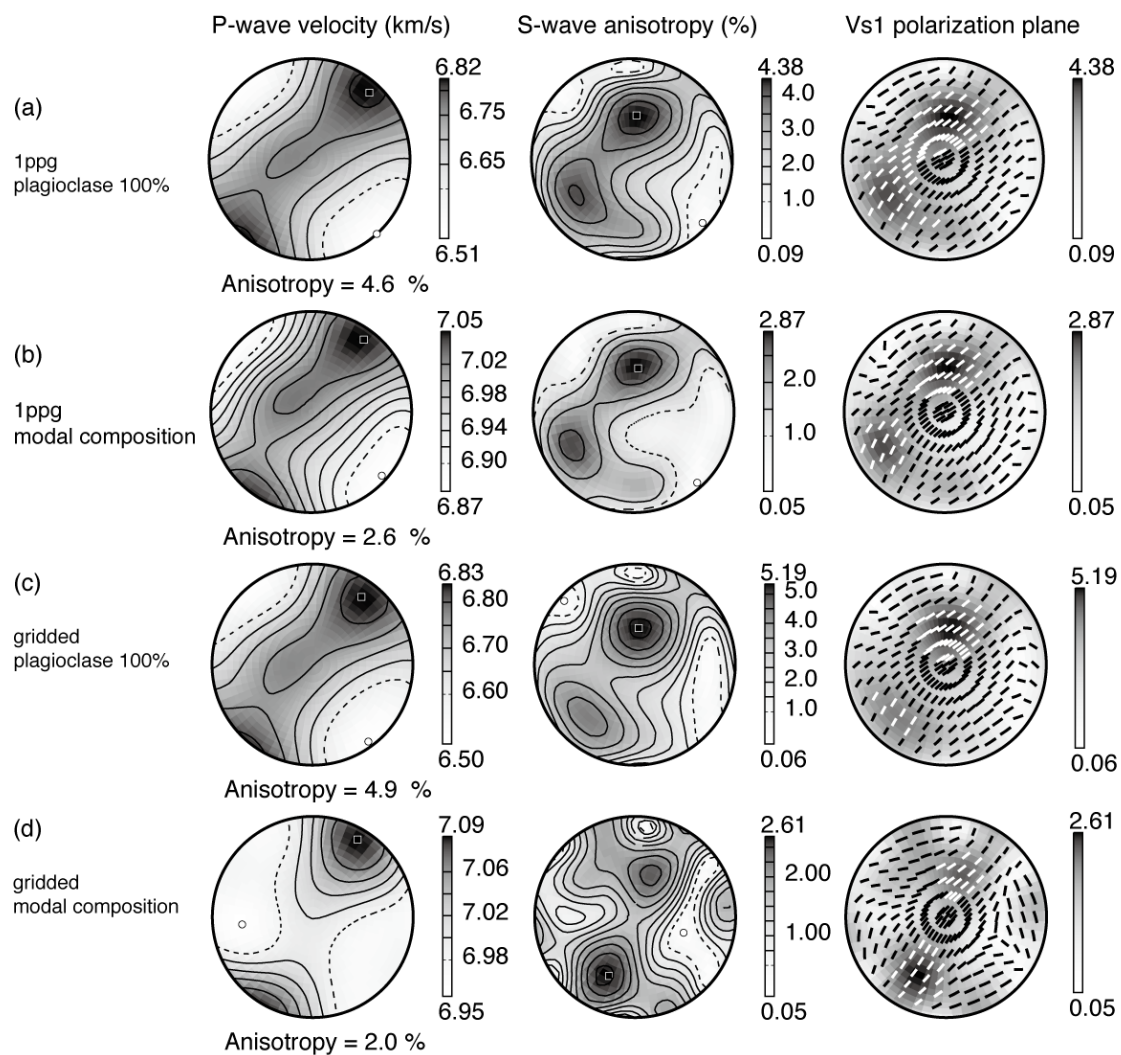 P-wave velocity (km/s)
S-wave anisotropy (%)
Vs1 polarization plane
(a)
1ppg
plagioclase 100%
6.82
6.75
6.65
6.51
Anisotropy = 4.6 %
4.38
4.0
3.0
2.0
1.0
0.09
4.38
0.09
(b)
1ppg
modal composition
7.05
7.02
6.98
6.94
6.90
6.87
Anisotropy = 2.6 %
2.87
2.0
1.0
0.05
2.87
0.05
(c)
gridded
plagioclase 100%
6.83
6.80
6.70
6.60
6.50
Anisotropy = 4.9 %
5.19
5.0
4.0
3.0
2.0
1.0
0.06
5.19
0.06
(d)
gridded
modal composition
7.09
7.06
7.02
6.98
6.95
Anisotropy = 2.0 %
2.61
2.00
1.00
0.05
2.61
0.05